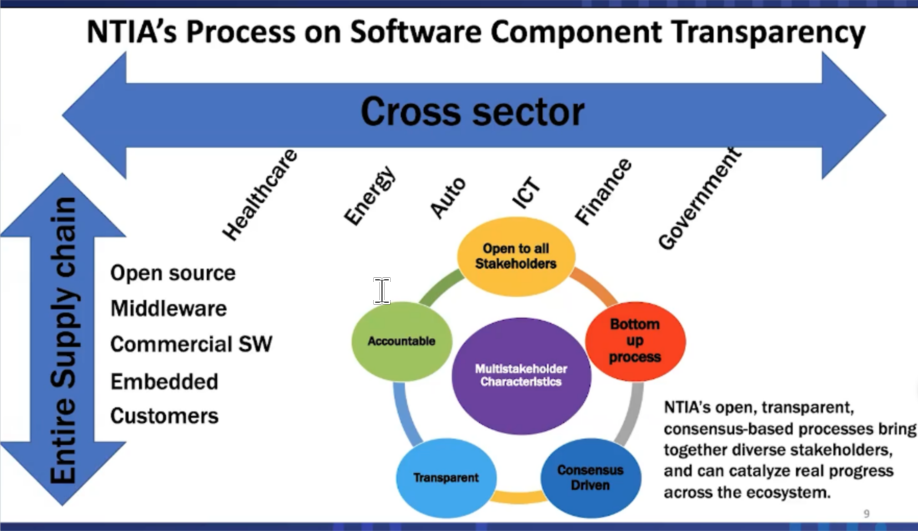 NTIA's Process on Software Component Transparency
Cross sector
Healthcare
Energy
Auto
ICT
Finance
Government
Entire Supply chain
Open source
Middleware
Commercial SW
Embedded
Customers
Open to all
Stakeholders
Accountable
Bottom
up
process
Multistakeholder
Characteristics
Transparent
Consensus
Driven
NTIA's open, transparent,
consensus-based processes bring
together diverse stakeholders,
and can catalyze real progress
across the ecosystem.
9